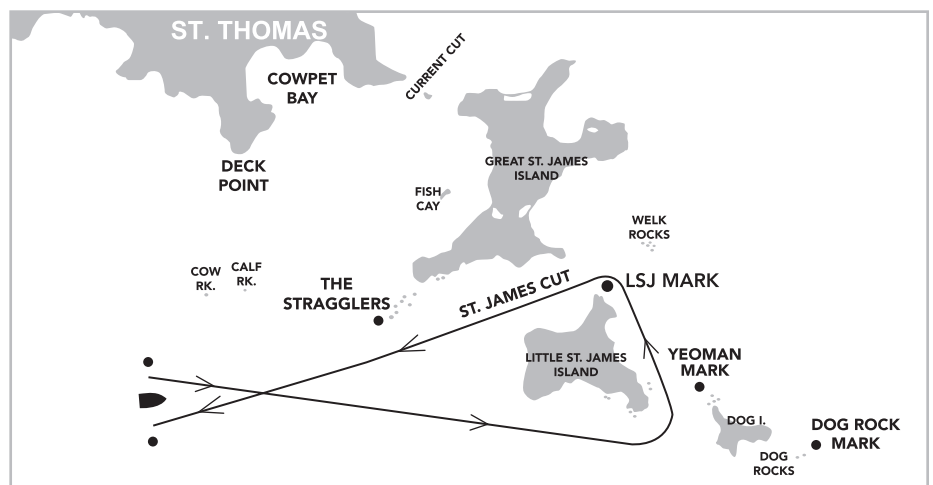 ST. THOMAS
COWPET
BAY
CURRENT CUT
DECK
POINT
GREAT ST. JAMES
ISLAND
FISH
CAY
WELK
ROCKS
COW
RK.
CALF
RK.
THE
STRAGGLERS
ST. JAMES CUT
LSJ MARK
LITTLE ST. JAMES
ISLAND
YEOMAN
MARK
DOG I.
DOG ROCK
MARK
DOG
ROCKS